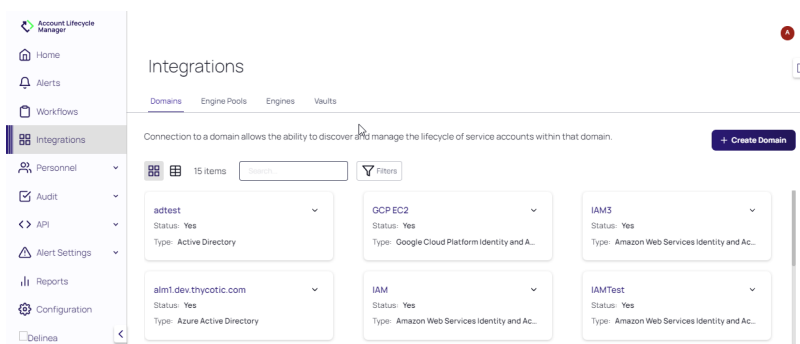 Account Lifecycle
Manager
A
Home
Integrations
Alerts
Domains
Engine Pools
Engines
Vaults
Workflows
Integrations
Connection to a domain allows the ability to discover and manage the lifecycle of service accounts within that domain.
+ Create Domain
Personnel
15 items
Search...
Filters
Audit
API
Alert Settings
Reports
Configuration
Delinea
adtest
Status: Yes
Type: Active Directory
GCP EC2
Status: Yes
Type: Google Cloud Platform Identity and A...
IAM3
Status: Yes
Type: Amazon Web Services Identity and Ac...
alm1.dev.thycotic.com
Status: Yes
Type: Azure Active Directory
IAM
Status: Yes
Type: Amazon Web Services Identity and Ac...
IAMTest
Status: Yes
Type: Amazon Web Services Identity and Ac...